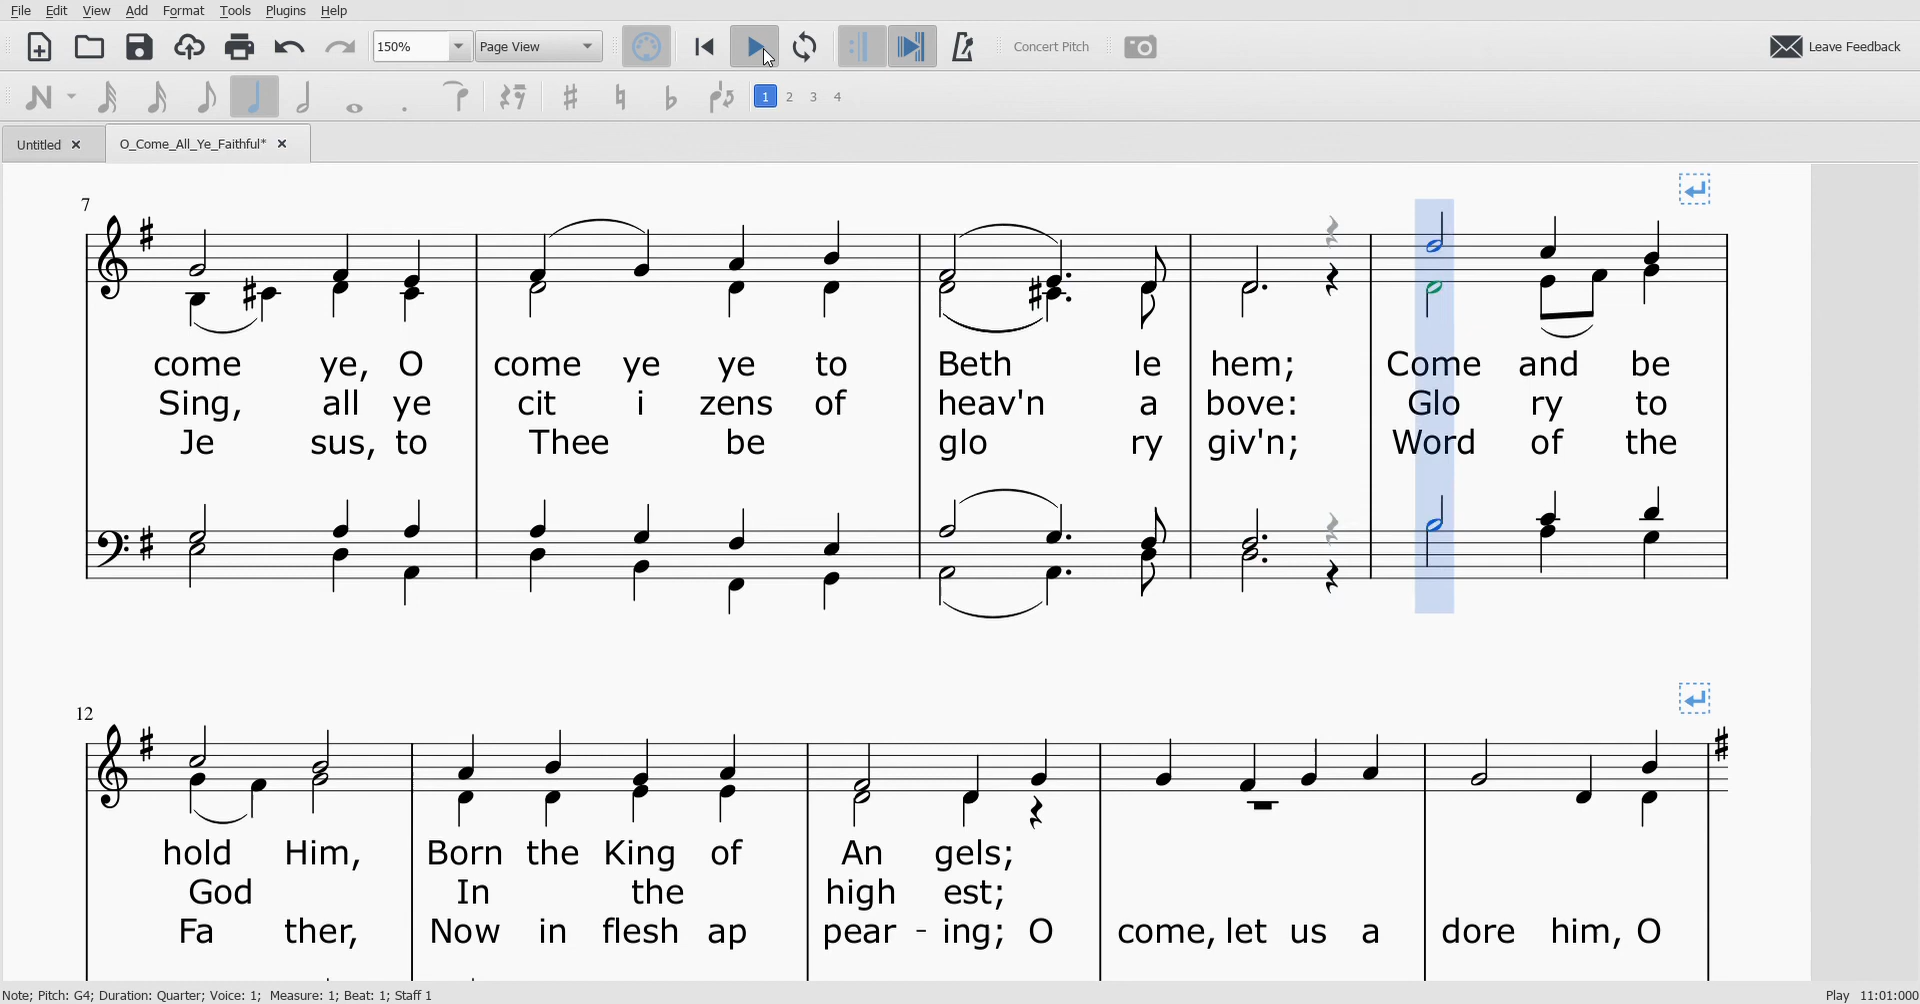 File Edit View Add Format Tools Plugins Help
150% Page View Concert Pitch Leave Feedback
1 2 3 4
Untitled O_Come_All_Ye_Faithful*
7
come ye, O come ye ye to Beth le hem; Come and be
Sing, all ye cit i zens of heav'n a bove: Glo ry to
Je sus, to Thee be glo ry giv'n; Word of the
12
hold Him, Born the King of An gels;
God In the high est;
Fa ther, Now in flesh ap pear - ing; O come, let us a dore him, O
Note; Pitch: G4; Duration: Quarter; Voice: 1; Measure: 1; Beat: 1; Staff 1 Play 11:01:000